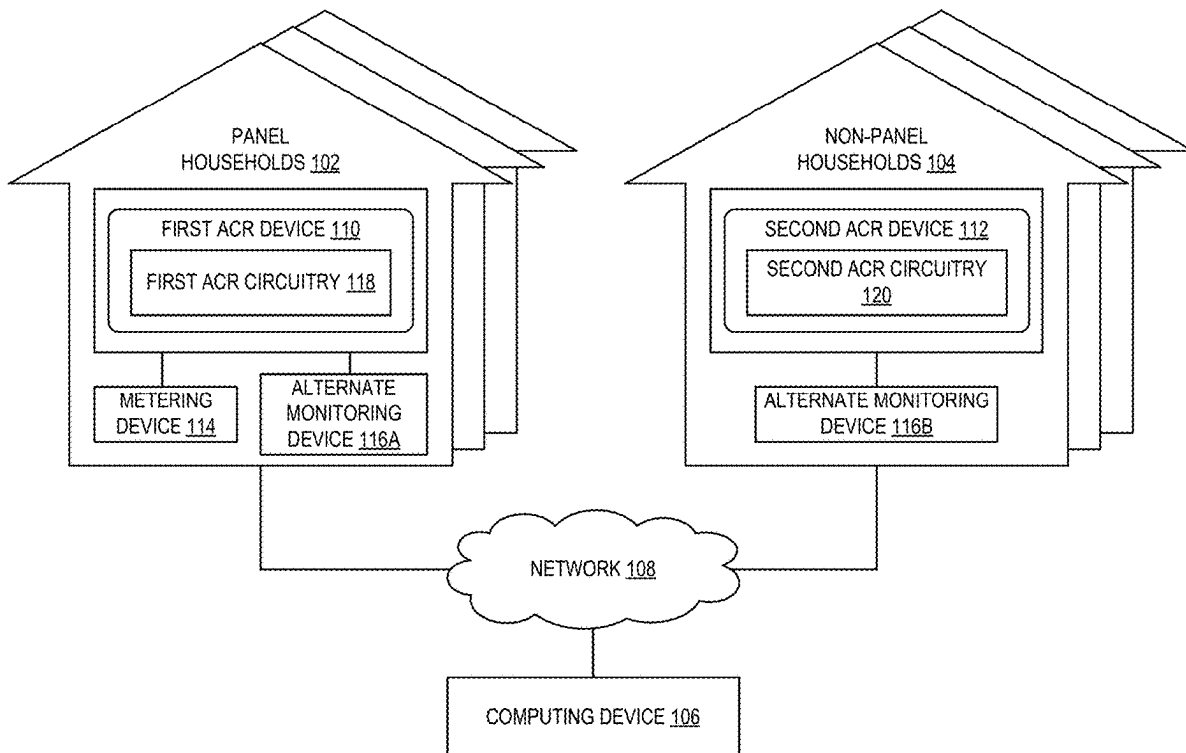 PANEL
HOUSEHOLDS 102
FIRST ACR DEVICE 110
FIRST ACR CIRCUITRY 118
METERING
DEVICE 114
ALTERNATE
MONITORING
DEVICE 116A
NON-PANEL
HOUSEHOLDS 104
SECOND ACR DEVICE 112
SECOND ACR CIRCUITRY
120
ALTERNATE MONITORING
DEVICE 116B
NETWORK 108
COMPUTING DEVICE 106